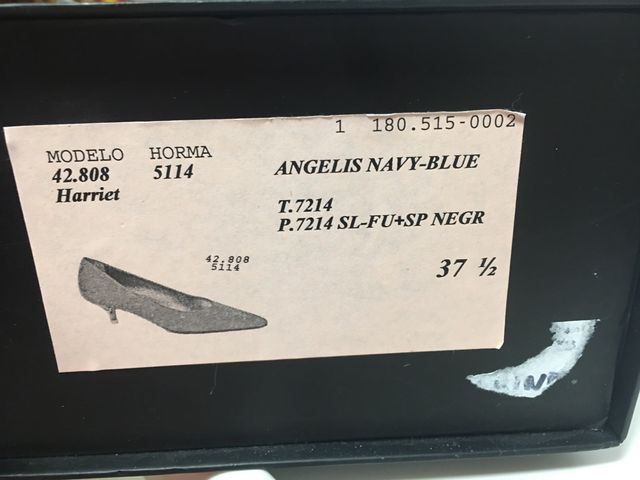 1 180.515-0002
MODELO HORMA
42.808 5114
Harriet
ANGELIS NAVY-BLUE
T.7214
P.7214 SL-FU+SP NEGR
42.808
5114
37 ½